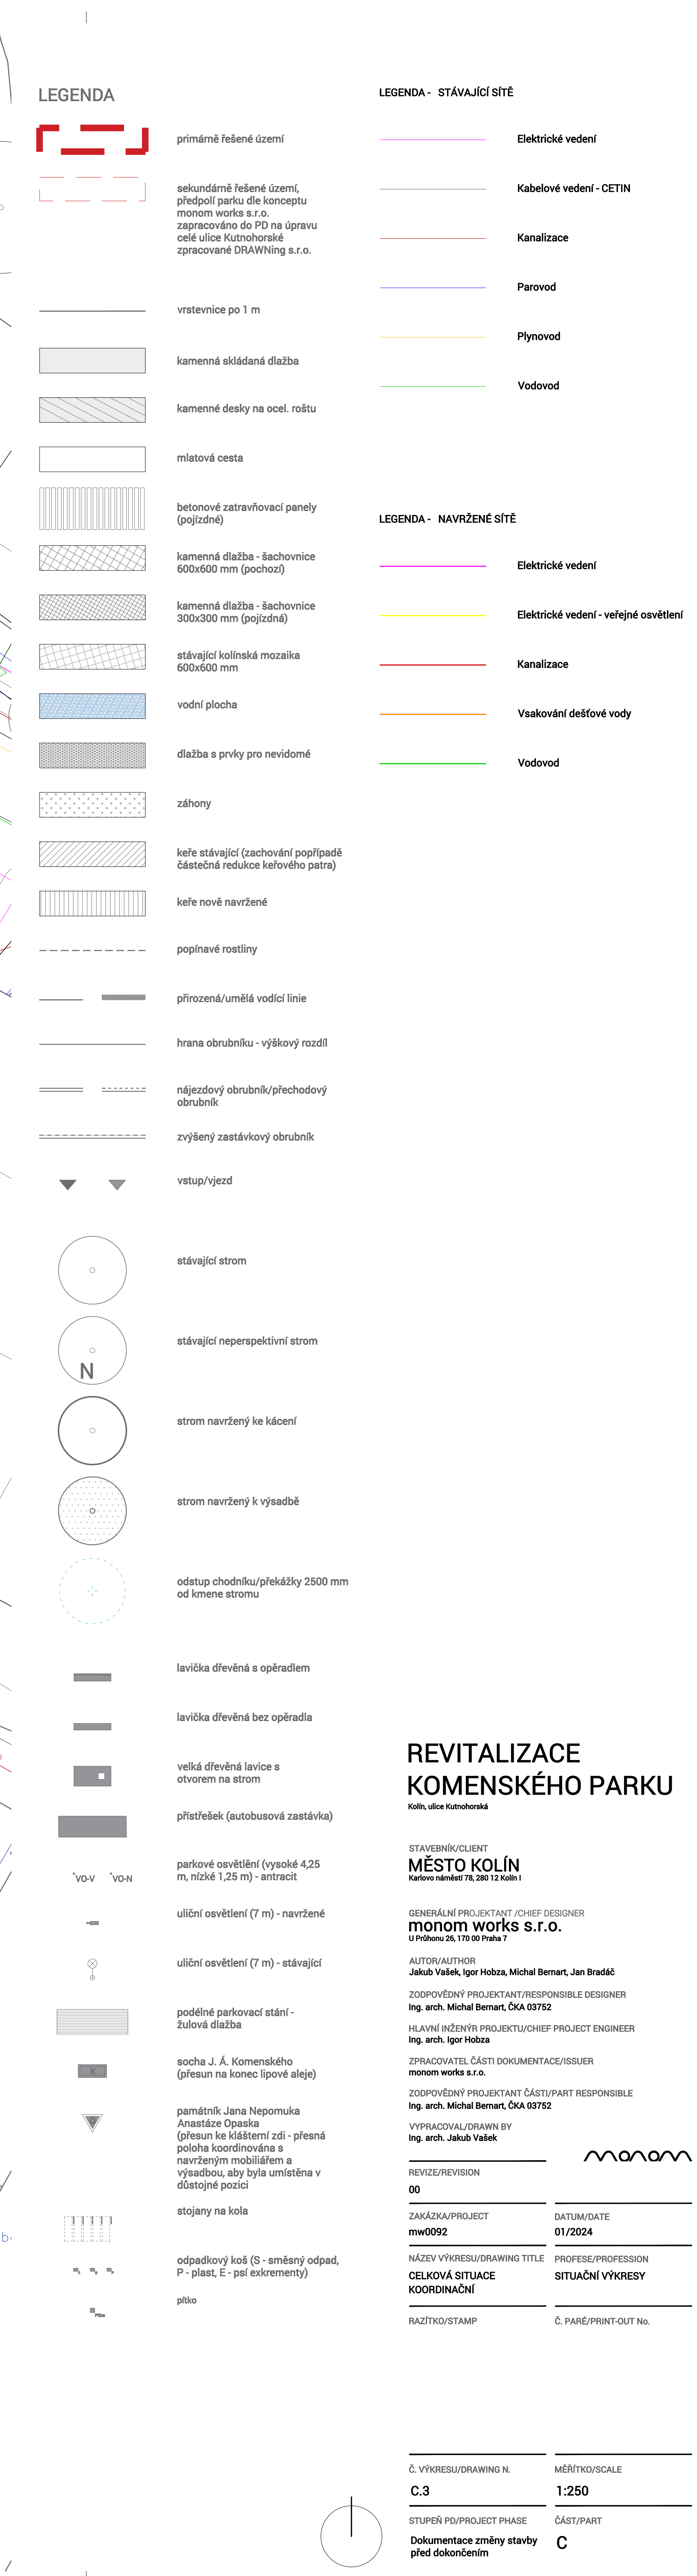 LEGENDA
primárně řešené území
sekundárně řešené území,
předpolí parku dle konceptu
monom works s.r.o.
zapracováno do PD na úpravu
celé ulice Kutnohorské
zpracované DRAWNing s.r.o.
vrstevnice po 1 m
kamenná skládaná dlažba
kamenné desky na ocel. roštu
mlatová cesta
betonové zatravňovací panely
(pojízdné)
kamenná dlažba - šachovnice
600x600 mm (pochozí)
kamenná dlažba - šachovnice
300x300 mm (pojízdná)
stávající kolínská mozaika
600x600 mm
vodní plocha
dlažba s prvky pro nevidomé
záhony
keře stávající (zachování popřípadě
částečná redukce keřového patra)
keře nově navržené
popínavé rostliny
přirozená/umělá vodící linie
hrana obrubníku - výškový rozdíl
nájezdový obrubník/přechodový
obrubník
zvýšený zastávkový obrubník
vstup/vjezd
stávající strom
N
stávající neperspektivní strom
strom navržený ke kácení
strom navržený k výsadbě
odstup chodníku/překážky 2500 mm
od kmene stromu
lavička dřevěná s opěradlem
lavička dřevěná bez opěradla
velká dřevěná lavice s
otvorem na strom
přístřešek (autobusová zastávka)
VO-V VO-N
parkové osvětlění (vysoké 4,25
m, nízké 1,25 m) - antracit
uliční osvětlení (7 m) - navržené
uliční osvětlení (7 m) - stávající
podélné parkovací stání -
žulová dlažba
K
socha J. Á. Komenského
(přesun na konec lipové aleje)
památník Jana Nepomuka
Anastáze Opaska
(přesun ke klášterní zdi - přesná
poloha koordinována s
navrženým mobiliářem a
výsadbou, aby byla umístěna v
důstojné pozici
stojany na kola
odpadkový koš (S - směsný odpad,
P - plast, E - psí exkrementy)
pítko
LEGENDA - STÁVAJÍCÍ SÍTĚ
Elektrické vedení
Kabelové vedení - CETIN
Kanalizace
Parovod
Plynovod
Vodovod
LEGENDA - NAVRŽENÉ SÍTĚ
Elektrické vedení
Elektrické vedení - veřejné osvětlení
Kanalizace
Vsakování dešťové vody
Vodovod
REVITALIZACE
KOMENSKÉHO PARKU
Kolín, ulice Kutnohorská
STAVEBNÍK/CLIENT
MĚSTO KOLÍN
Karlovo náměstí 78, 280 12 Kolín I
GENERÁLNÍ PROJEKTANT /CHIEF DESIGNER
monom works s.r.o.
U Průhonu 26, 170 00 Praha 7
AUTOR/AUTHOR
Jakub Vašek, Igor Hobza, Michal Bernart, Jan Bradáč
ZODPOVĚDNÝ PROJEKTANT/RESPONSIBLE DESIGNER
Ing. arch. Michal Bernart, ČKA 03752
HLAVNÍ INŽENÝR PROJEKTU/CHIEF PROJECT ENGINEER
Ing. arch. Igor Hobza
ZPRACOVATEL ČÁSTI DOKUMENTACE/ISSUER
monom works s.r.o.
ZODPOVĚDNÝ PROJEKTANT ČÁSTI/PART RESPONSIBLE
Ing. arch. Michal Bernart, ČKA 03752
VYPRACOVAL/DRAWN BY
Ing. arch. Jakub Vašek
monom
REVIZE/REVISION
00
ZAKÁZKA/PROJECT
mw0092
DATUM/DATE
01/2024
NÁZEV VÝKRESU/DRAWING TITLE
CELKOVÁ SITUACE
KOORDINAČNÍ
PROFESE/PROFESSION
SITUAČNÍ VÝKRESY
RAZÍTKO/STAMP
Č. PARÉ/PRINT-OUT No.
Č. VÝKRESU/DRAWING N.
C.3
MĚŘÍTKO/SCALE
1:250
STUPEŇ PD/PROJECT PHASE
Dokumentace změny stavby
před dokončením
ČÁST/PART
C